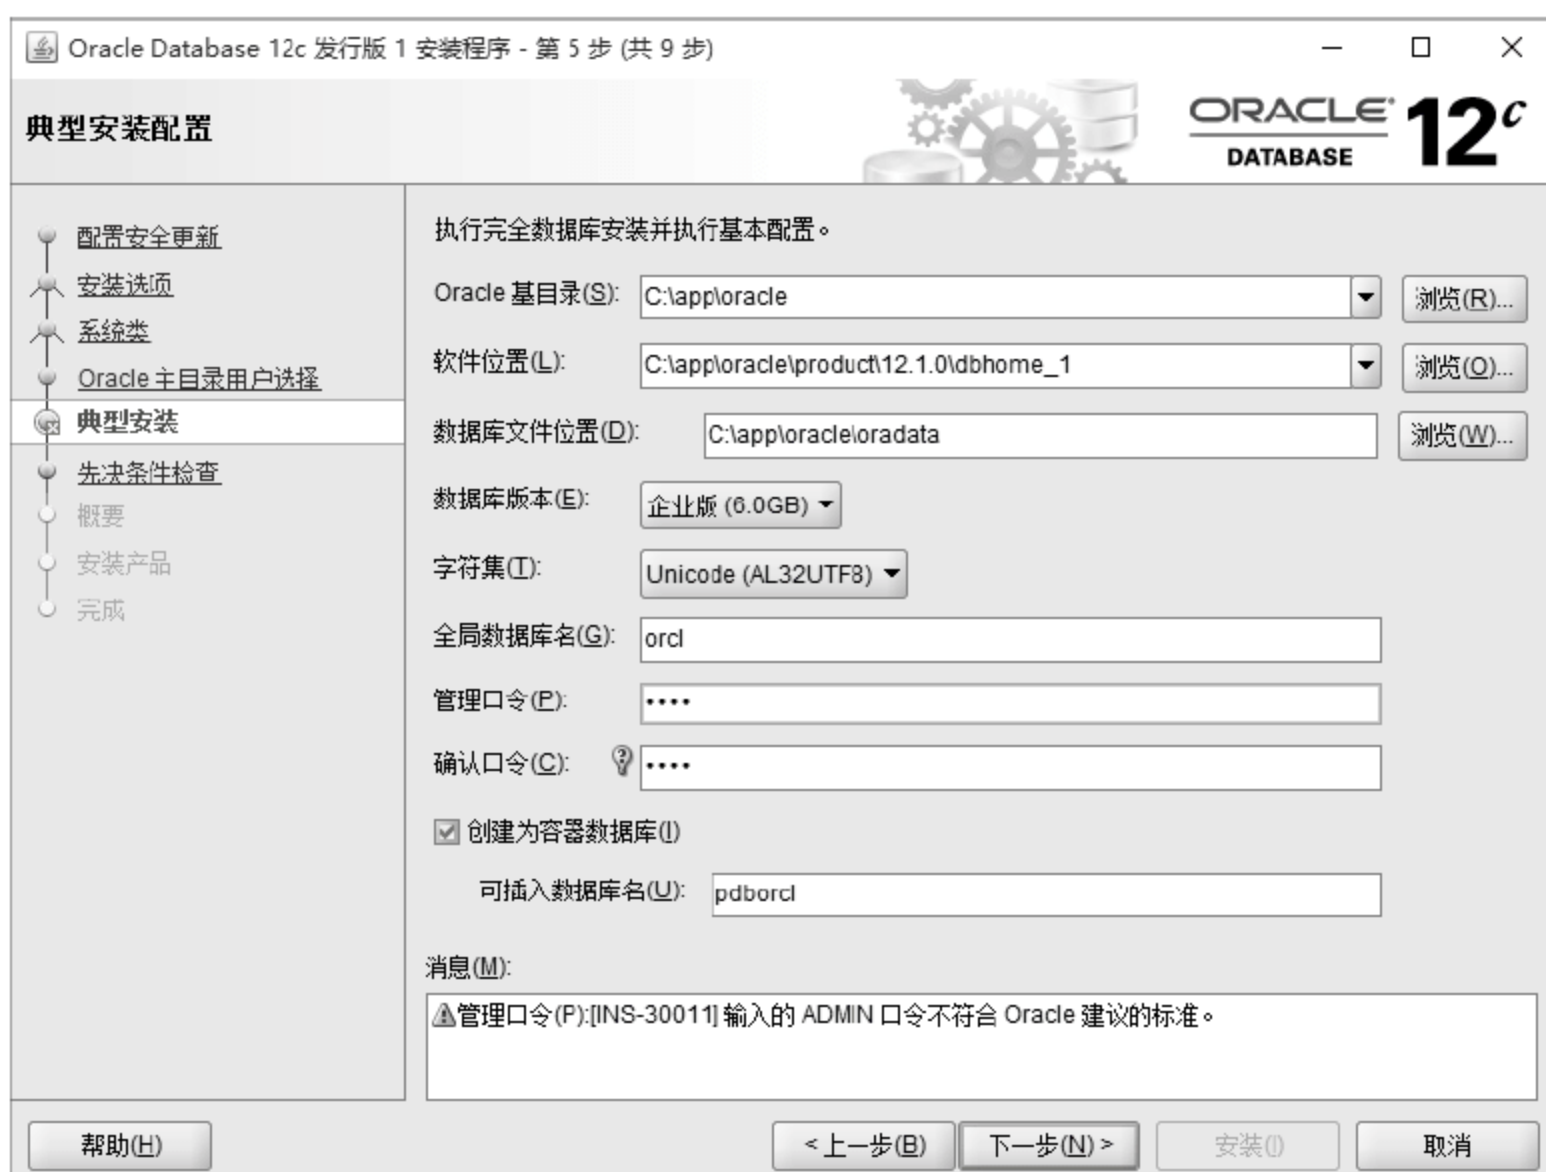 Oracle Database 12c 发行版 1 安装程序 - 第 5 步 (共 9 步)
典型安装配置
ORACLE
DATABASE
12c
配置安全更新
安装选项
系统类
Oracle 主目录用户选择
典型安装
先决条件检查
概要
安装产品
完成
执行完全数据库安装并执行基本配置。
Oracle 基目录(S): C:\app\oracle 浏览(R)...
软件位置(L): C:\app\oracle\product\12.1.0\dbhome_1 浏览(O)...
数据库文件位置(D): C:\app\oracle\oradata 浏览(W)...
数据库版本(E): 企业版 (6.0GB)
字符集(T): Unicode (AL32UTF8)
全局数据库名(G): orcl
管理口令(P): ••••
确认口令(C): ••••
创建为容器数据库(I)
可插入数据库名(U): pdborcl
消息(M):
管理口令(P):[INS-30011] 输入的 ADMIN 口令不符合 Oracle 建议的标准。
帮助(H) < 上一步(B) 下一步(N) > 安装(I) 取消